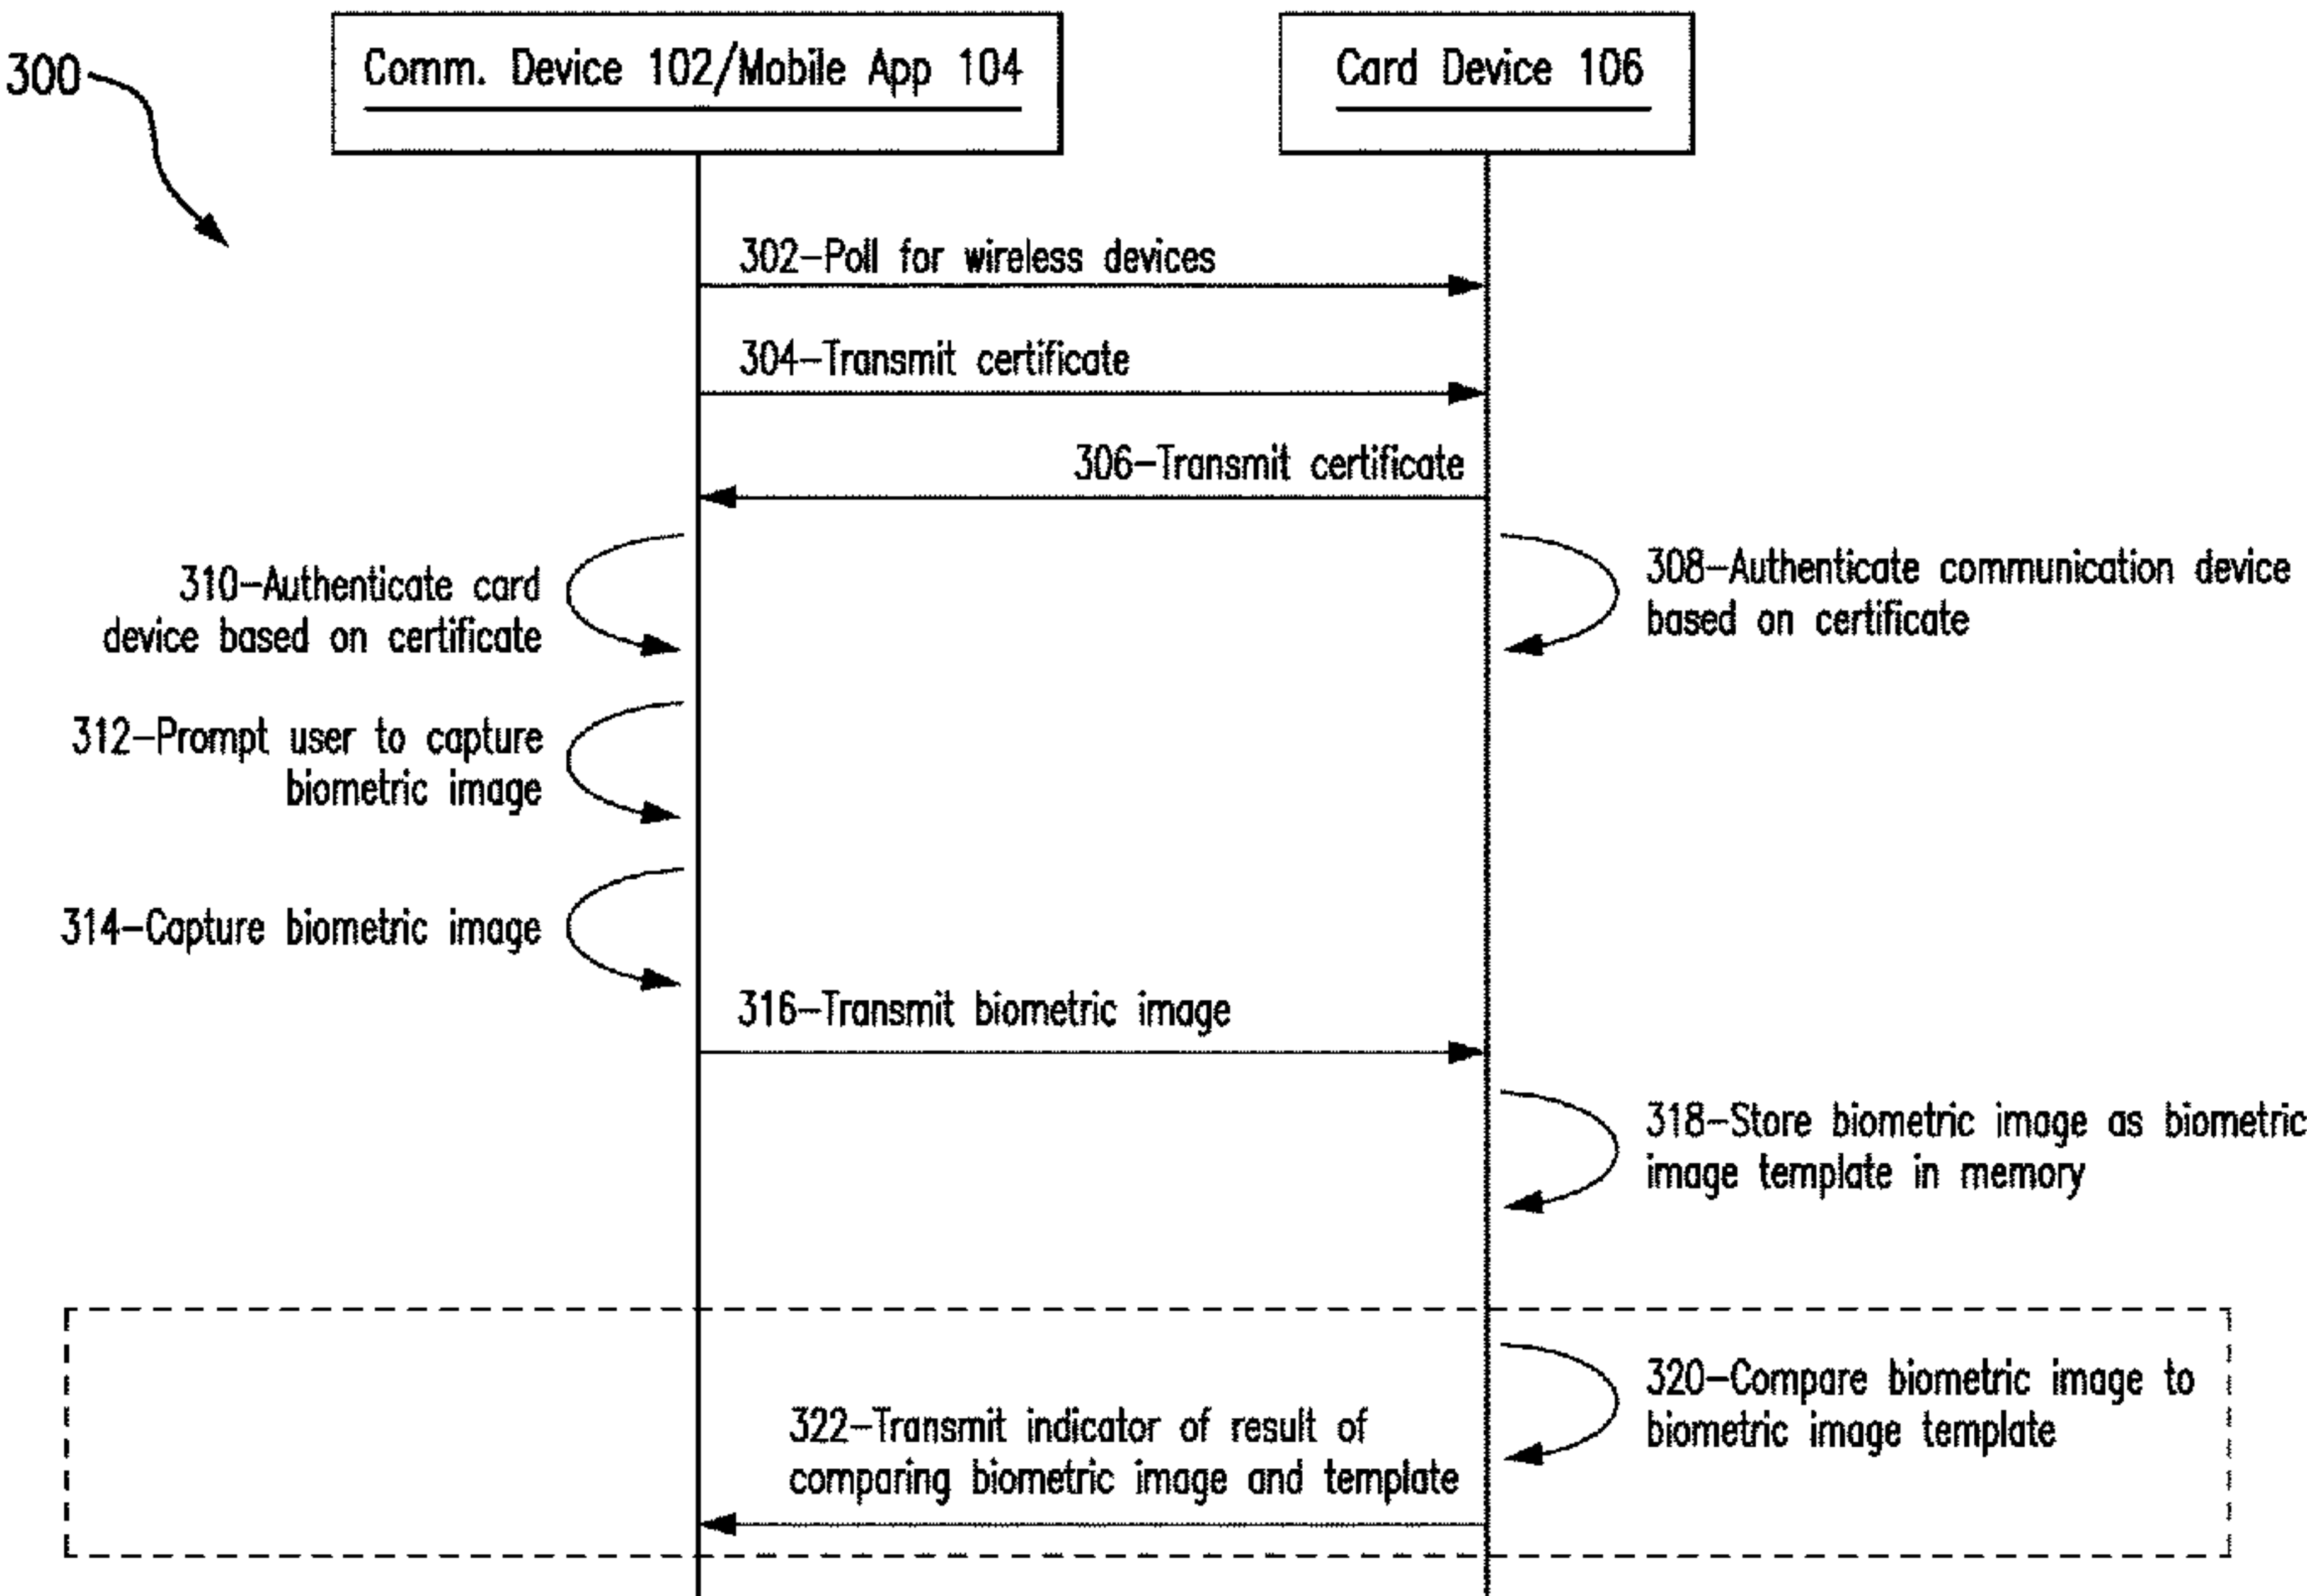 300
Comm. Device 102/Mobile App 104
Card Device 106
302-Poll for wireless devices
304-Transmit certificate
306-Transmit certificate
310-Authenticate card
device based on certificate
308-Authenticate communication device
based on certificate
312-Prompt user to capture
biometric image
314-Capture biometric image
316-Transmit biometric image
318-Store biometric image as biometric
image template in memory
320-Compare biometric image to
biometric image template
322-Transmit indicator of result of
comparing biometric image and template